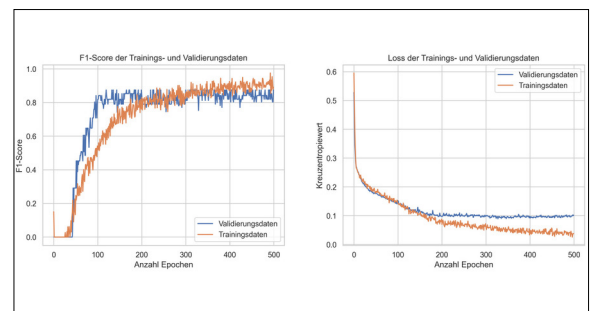 F1-Score der Trainings- und Validierungsdaten
1.0
0.8
0.6
0.4
0.2
0.0
F1-Score
0
100
200
300
400
500
Anzahl Epochen
Validierungsdaten
Trainingsdaten
Loss der Trainings- und Validierungsdaten
0.6
0.5
0.4
0.3
0.2
0.1
0.0
Kreuzentropiewert
0
100
200
300
400
500
Anzahl Epochen
Validierungsdaten
Trainingsdaten